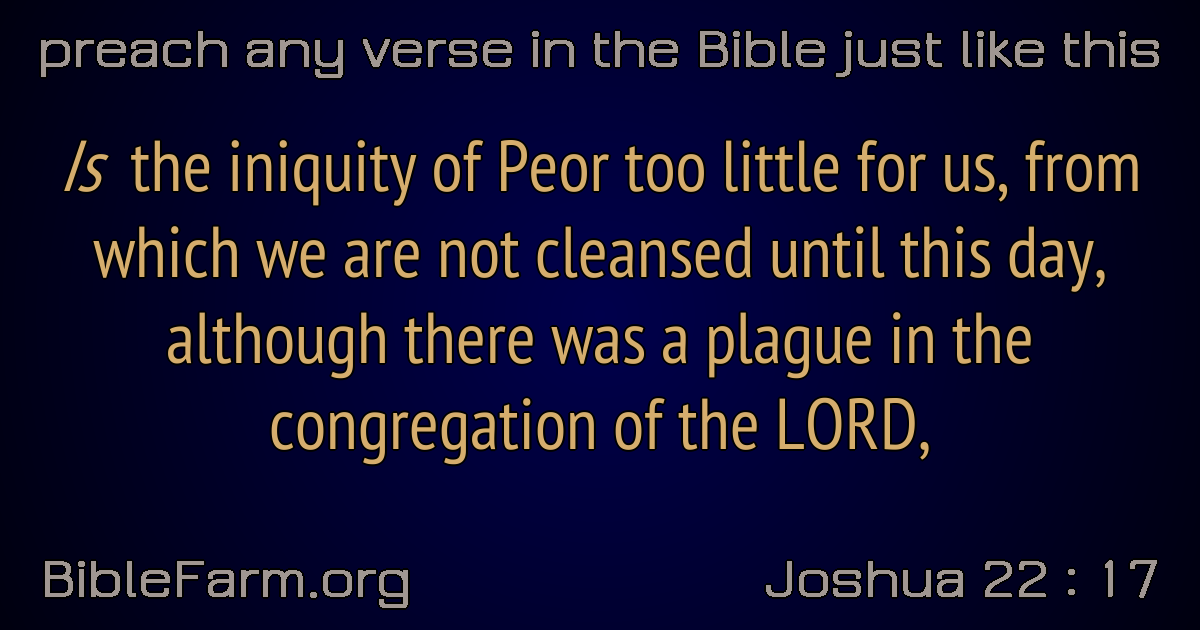 preach any verse in the Bible just like this
Is the iniquity of Peor too little for us, from
which we are not cleansed until this day,
although there was a plague in the
congregation of the LORD,
BibleFarm.org
Joshua 22 : 17